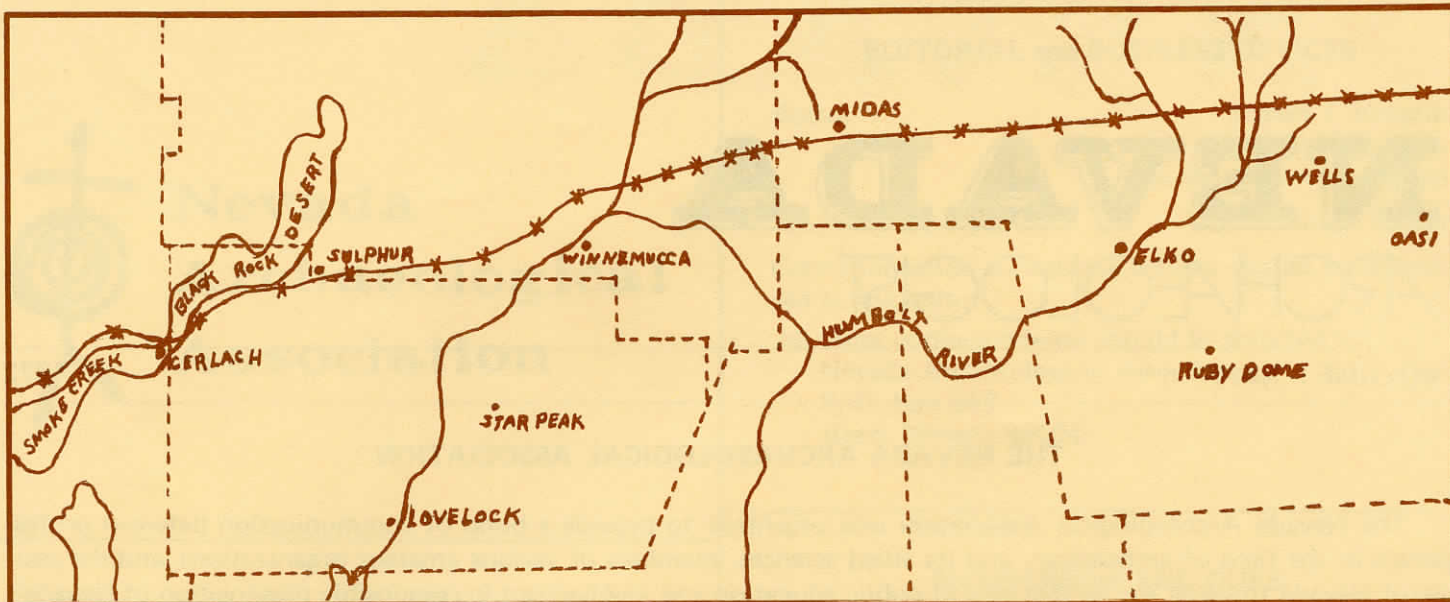 MIDAS
WELLS
OASI
DESERT
BLACK ROCK
SULPHUR
WINNEMUCCA
ELKO
GERLACH
SMOKE CREEK
HUMBOLT
RIVER
RUBY DOME
STAR PEAK
LOVELOCK